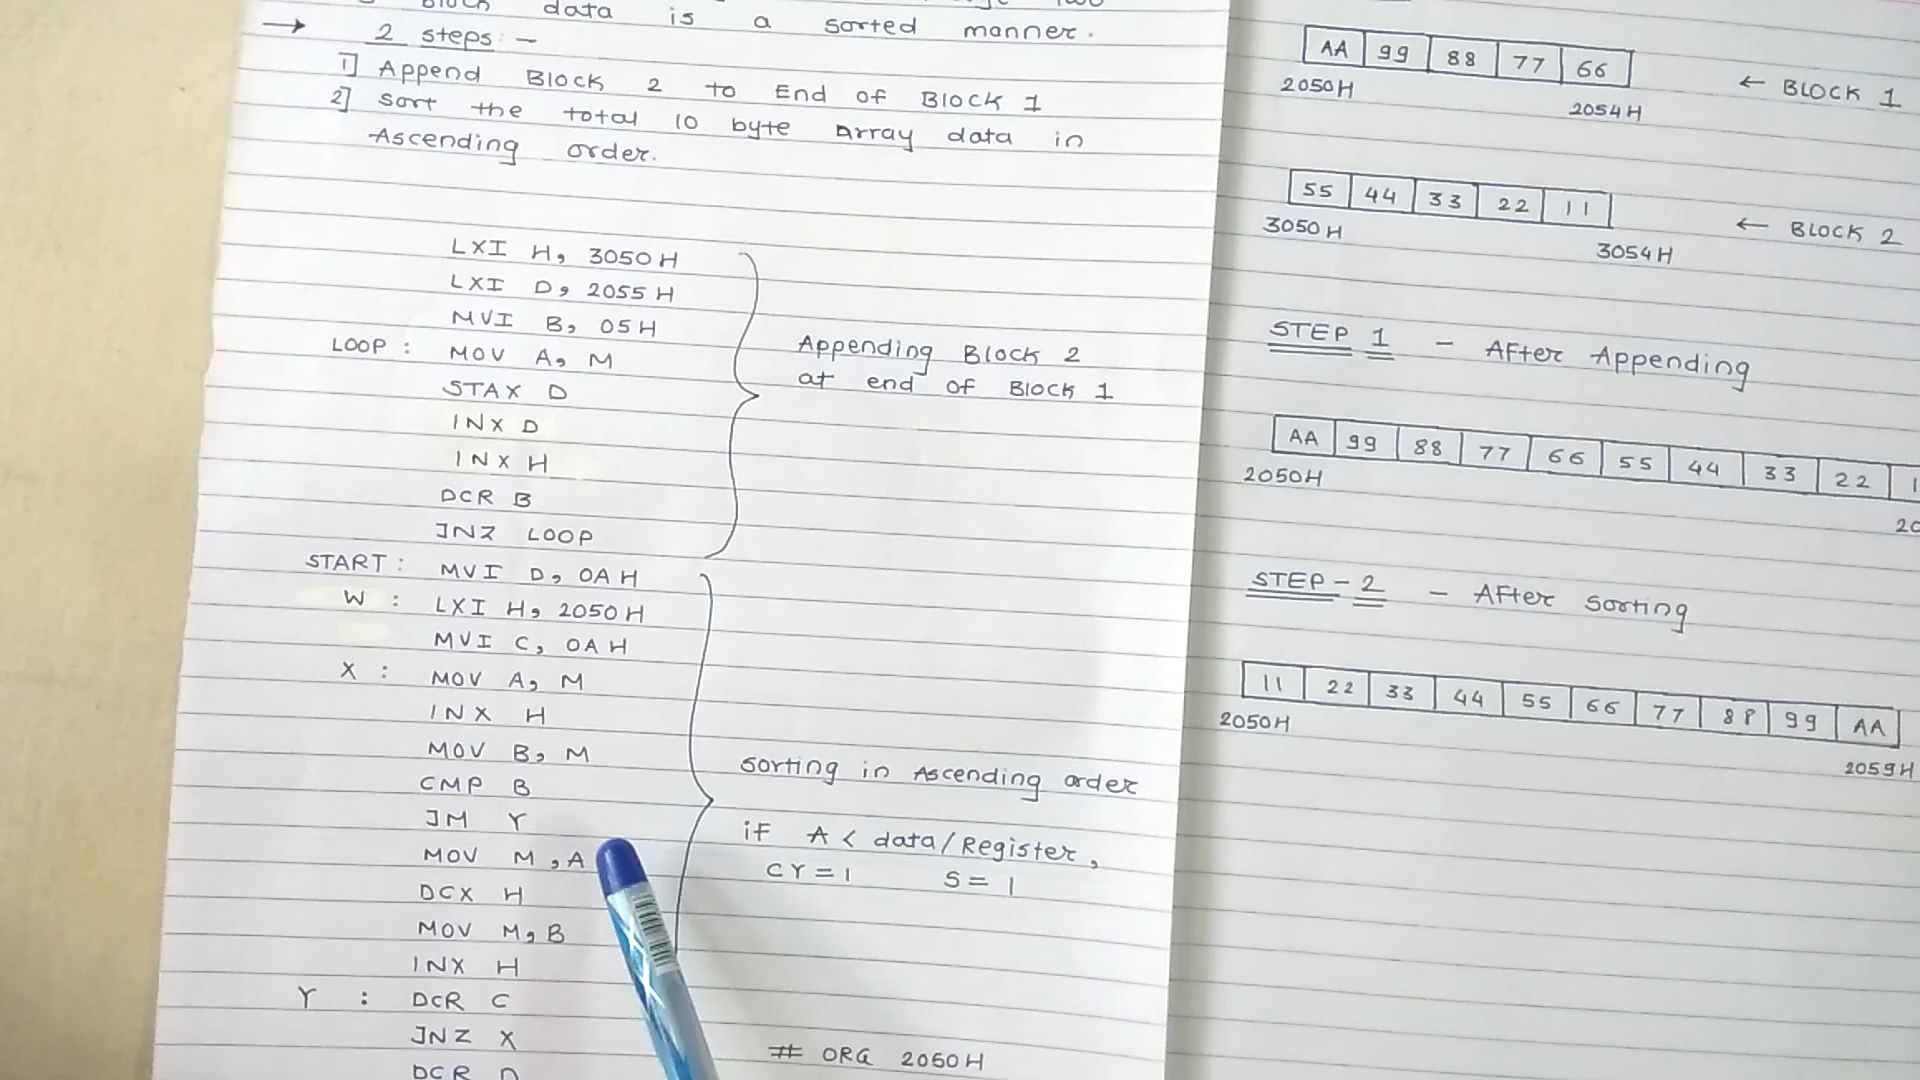 data is a sorted manner.
→ 2 steps :-
1] Append Block 2 to End of Block 1
2] Sort the total 10 byte Array data in
Ascending order.
LXI H, 3050H
LXI D, 2055H
MVI B, 05H
LOOP : MOV A, M
STAX D
INX D
INX H
DCR B
JNZ LOOP
Appending Block 2
at end of Block 1
START : MVI D, 0AH
W : LXI H, 2050H
MVI C, 0AH
X : MOV A, M
INX H
MOV B, M
CMP B
JM Y
MOV M, A
DCX H
MOV M, B
INX H
Y : DCR C
JNZ X
DCR D
Sorting in Ascending order
if A < data/Register,
CY=1 S=1
# ORG 2050H
AA 99 88 77 66
← BLOCK 1
2050H
2054H
55 44 33 22 11
← BLOCK 2
3050H
3054H
STEP 1 - After Appending
AA 99 88 77 66 55 44 33 22
2050H
STEP-2 - After sorting
11 22 33 44 55 66 77 88 99 AA
2050H
2059H